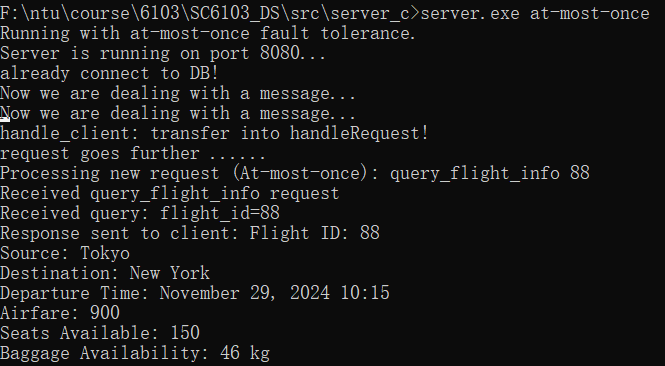 F:\ntu\course\6103\SC6103_DS\src\server_c>server.exe at-most-once
Running with at-most-once fault tolerance.
Server is running on port 8080...
already connect to DB!
Now we are dealing with a message...
Now we are dealing with a message...
handle_client: transfer into handleRequest!
request goes further ......
Processing new request (At-most-once): query_flight_info 88
Received query_flight_info request
Received query: flight_id=88
Response sent to client: Flight ID: 88
Source: Tokyo
Destination: New York
Departure Time: November 29, 2024 10:15
Airfare: 900
Seats Available: 150
Baggage Availability: 46 kg